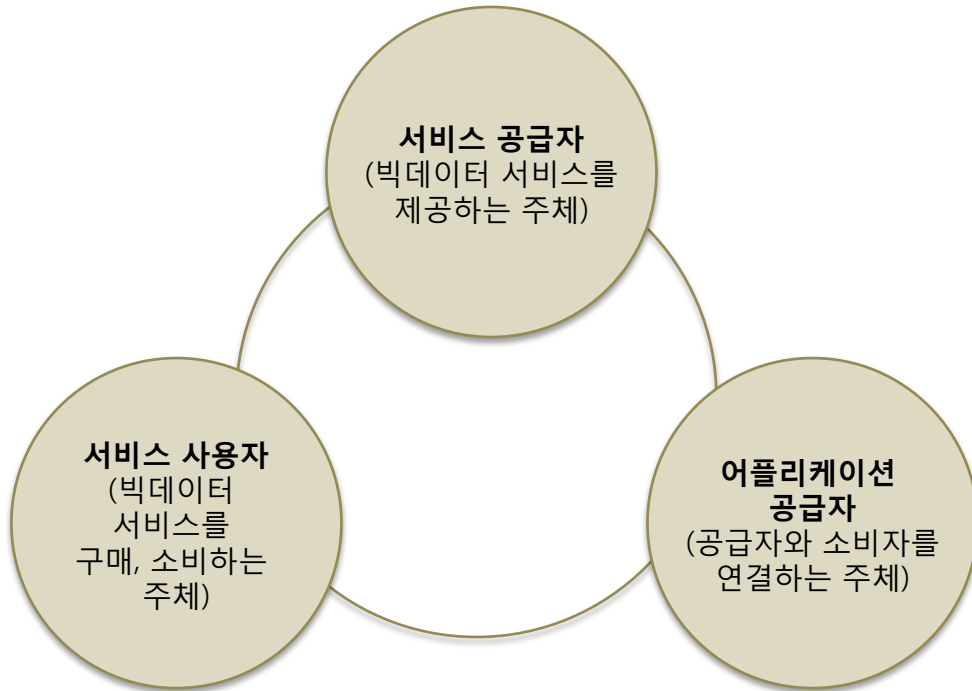 서비스 공급자
(빅데이터 서비스를
제공하는 주체)
서비스 사용자
(빅데이터
서비스를
구매, 소비하는
주체)
어플리케이션
공급자
(공급자와 소비자를
연결하는 주체)